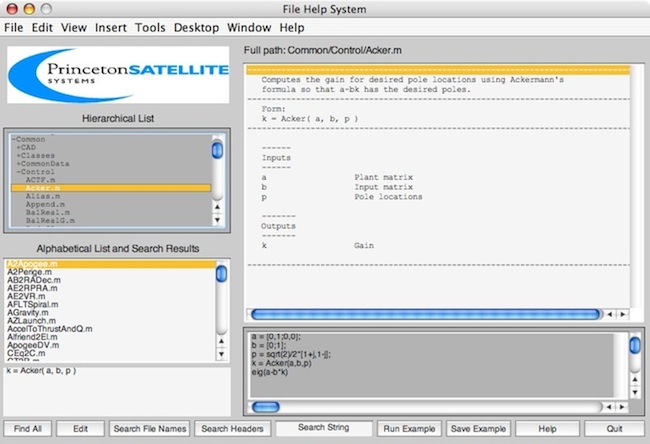 File Help System
File Edit View Insert Tools Desktop Window Help
PrincetonSATELLITE
SYSTEMS
Full path: Common/Control/Acker.m
Hierarchical List
-Common
+CAD
+Classes
+CommonData
-Control
ACTF.m
Acker.m
Alias.m
Append.m
BalReal.m
BalRealG.m
Computes the gain for desired pole locations using Ackermann's
formula so that a-bk has the desired poles.
Form:
k = Acker( a, b, p )
------
Inputs
------
a Plant matrix
b Input matrix
p Pole locations
-------
Outputs
-------
k Gain
Alphabetical List and Search Results
A2Apogee.m
A2Perige.m
AB2RADec.m
AE2RPRA.m
AE2VR.m
AFLTSpiral.m
AGravity.m
AZLaunch.m
AccelToThrustAndQ.m
Alfriend2El.m
ApogeeDV.m
CEq2C.m
k = Acker( a, b, p )
a = [0,1;0,0];
b = [0;1];
p = sqrt(2)/2*[1+j,1-j];
k = Acker(a,b,p)
eig(a-b*k)
Find All Edit Search File Names Search Headers Search String Run Example Save Example Help Quit